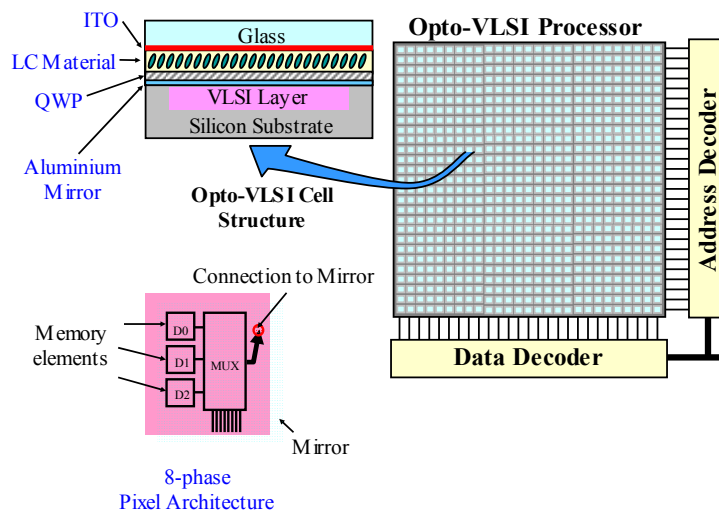 ITO
LC Material
QWP
Aluminium
Mirror
Glass
VLSI Layer
Silicon Substrate
Opto-VLSI Cell
Structure
Opto-VLSI Processor
Address Decoder
Data Decoder
Connection to Mirror
Memory
elements
D0
D1
D2
MUX
Mirror
8-phase
Pixel Architecture